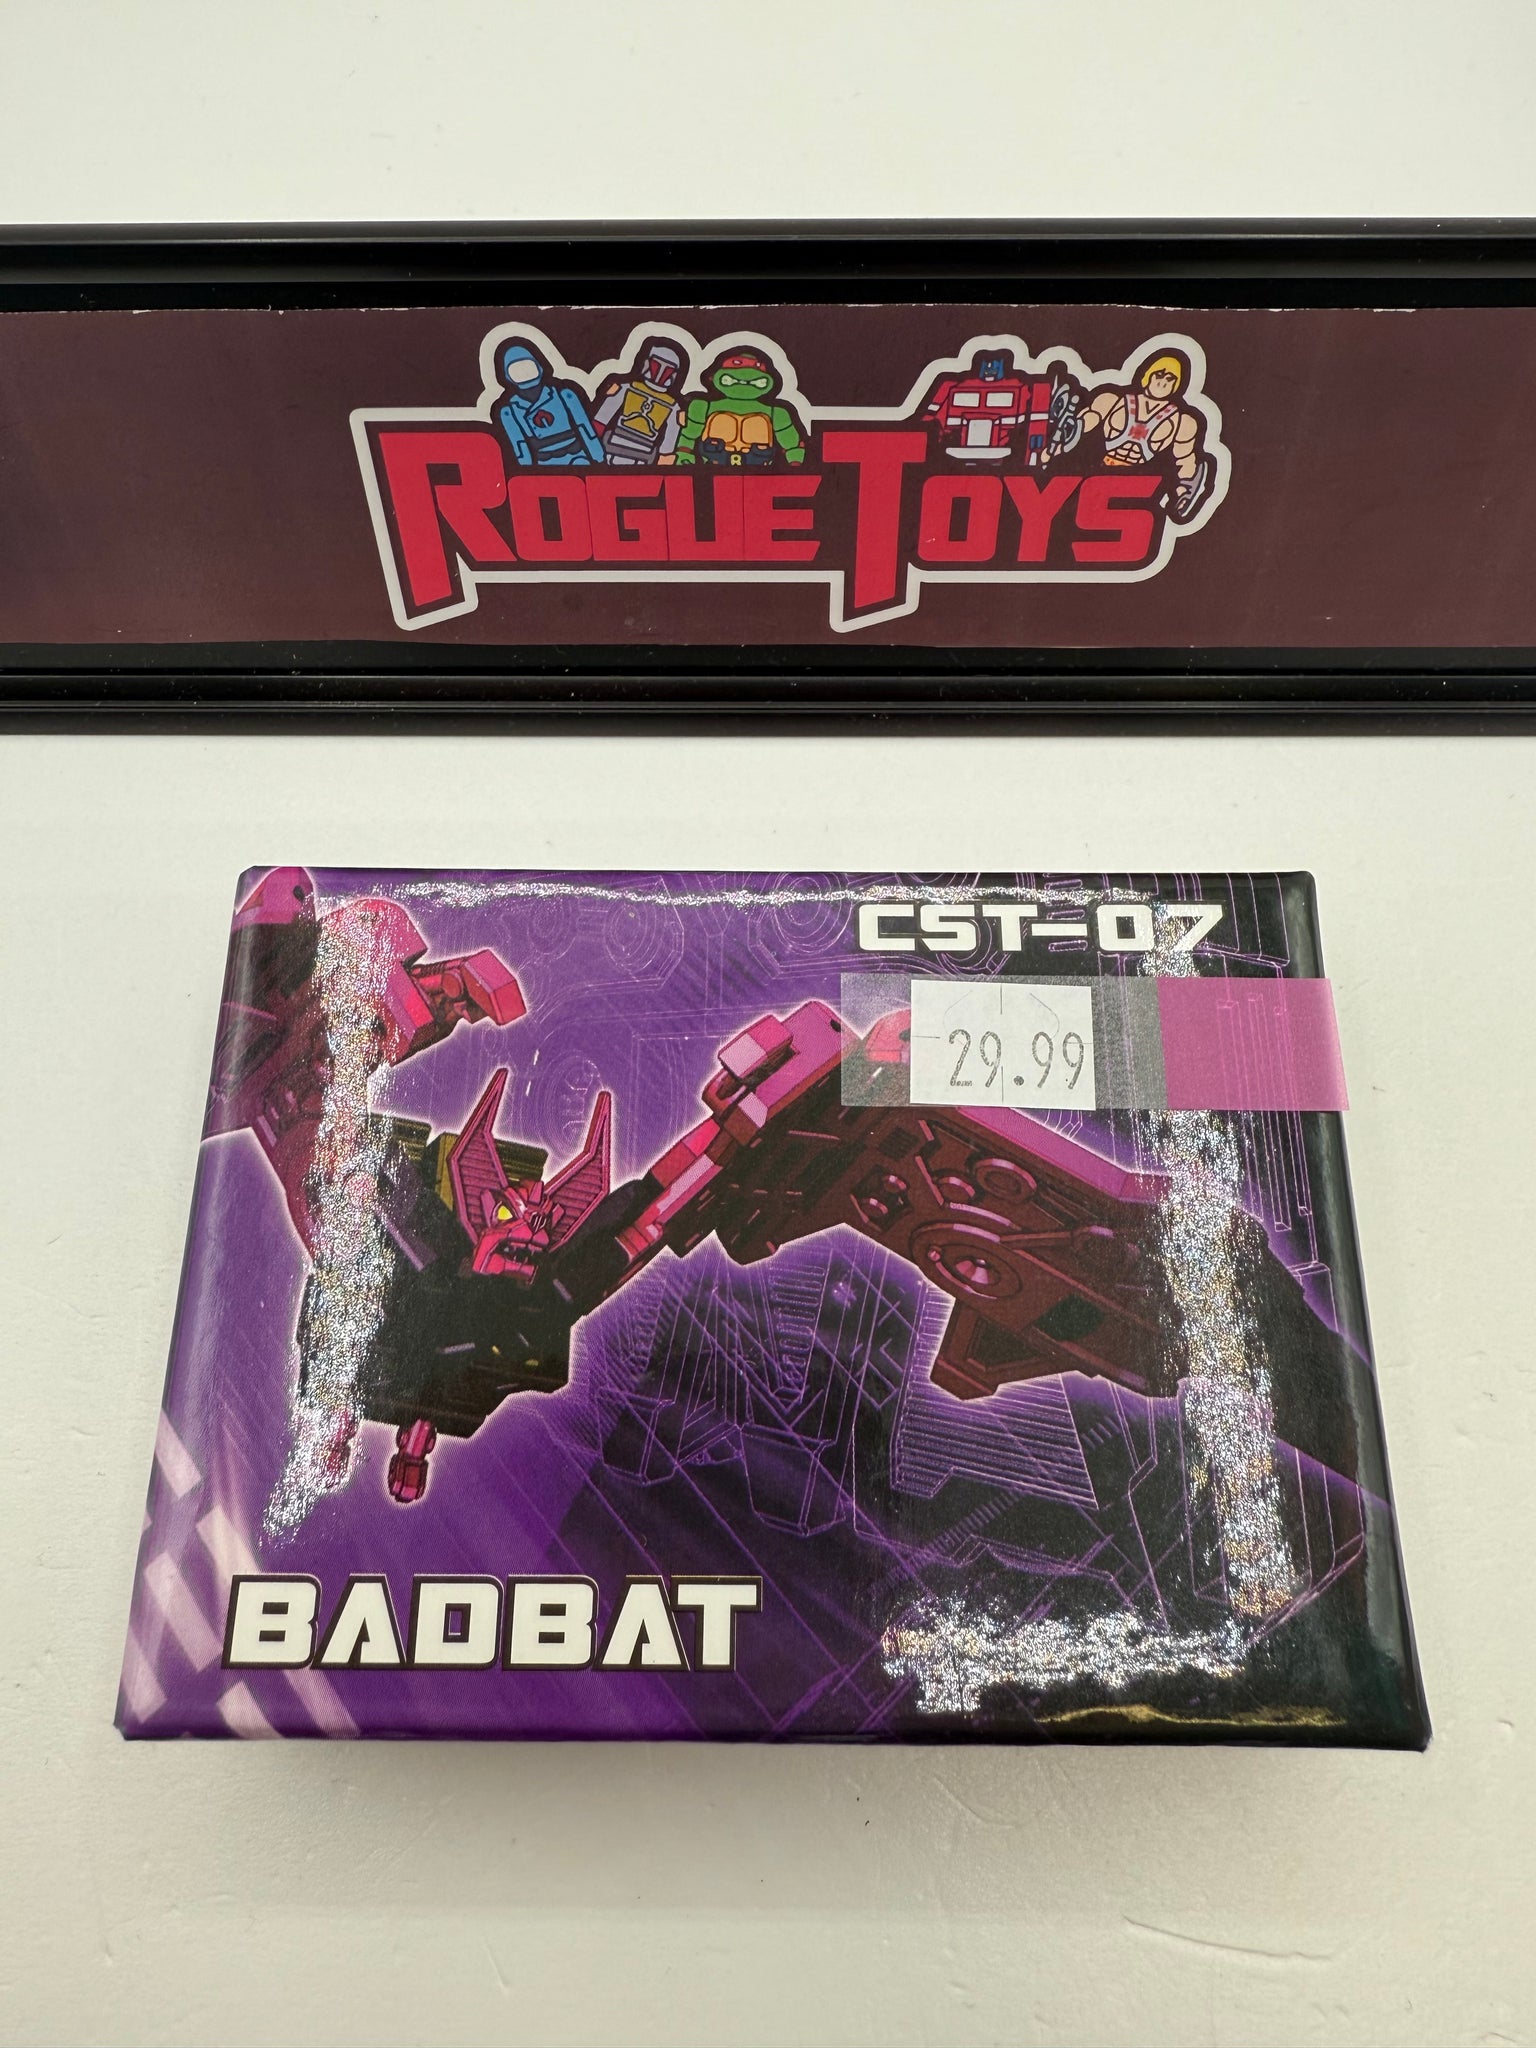 ROGUE TOYS
CST-07
29.99
BADBAT